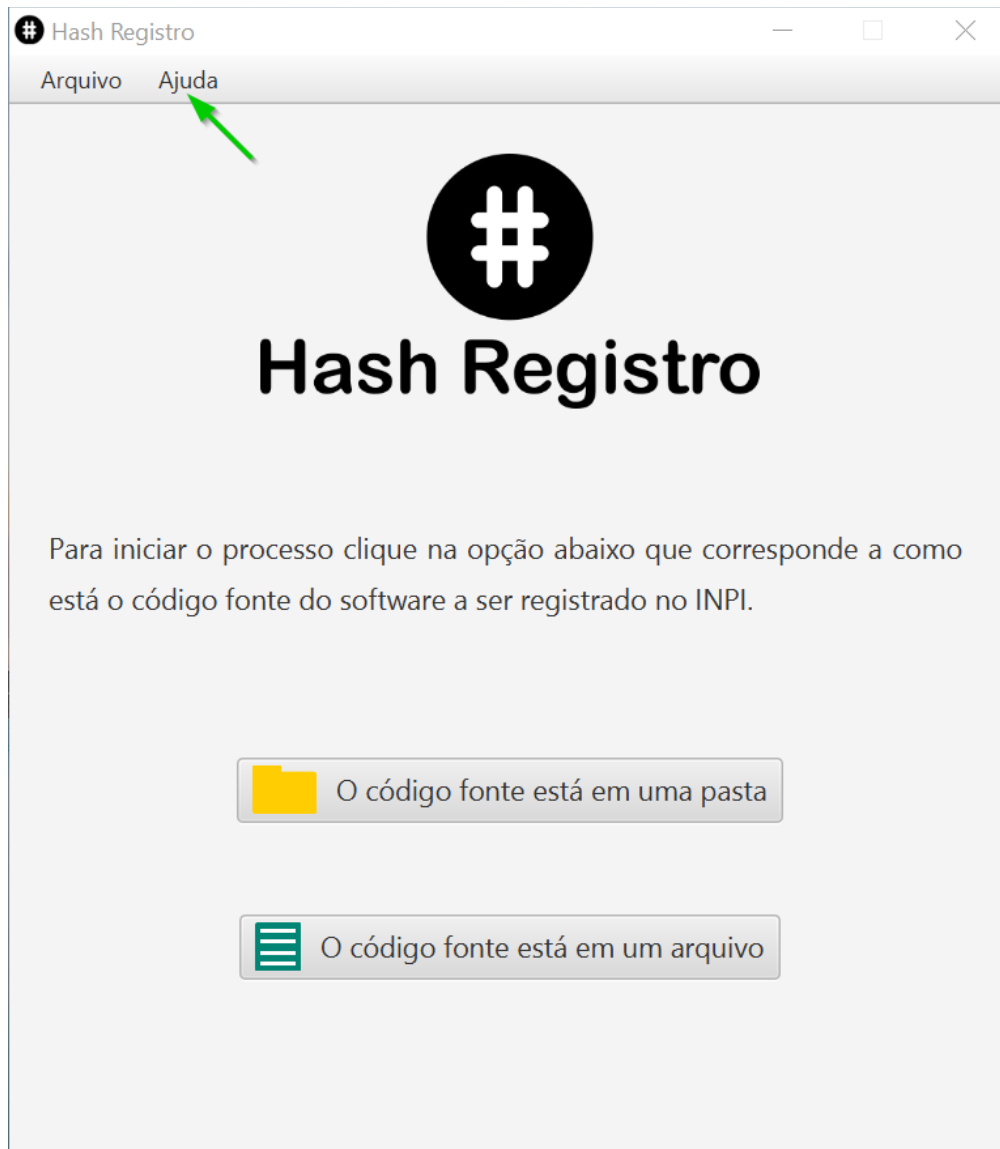 Hash Registro
Arquivo Ajuda
Hash Registro
Para iniciar o processo clique na opção abaixo que corresponde a como
está o código fonte do software a ser registrado no INPI.
O código fonte está em uma pasta
O código fonte está em um arquivo